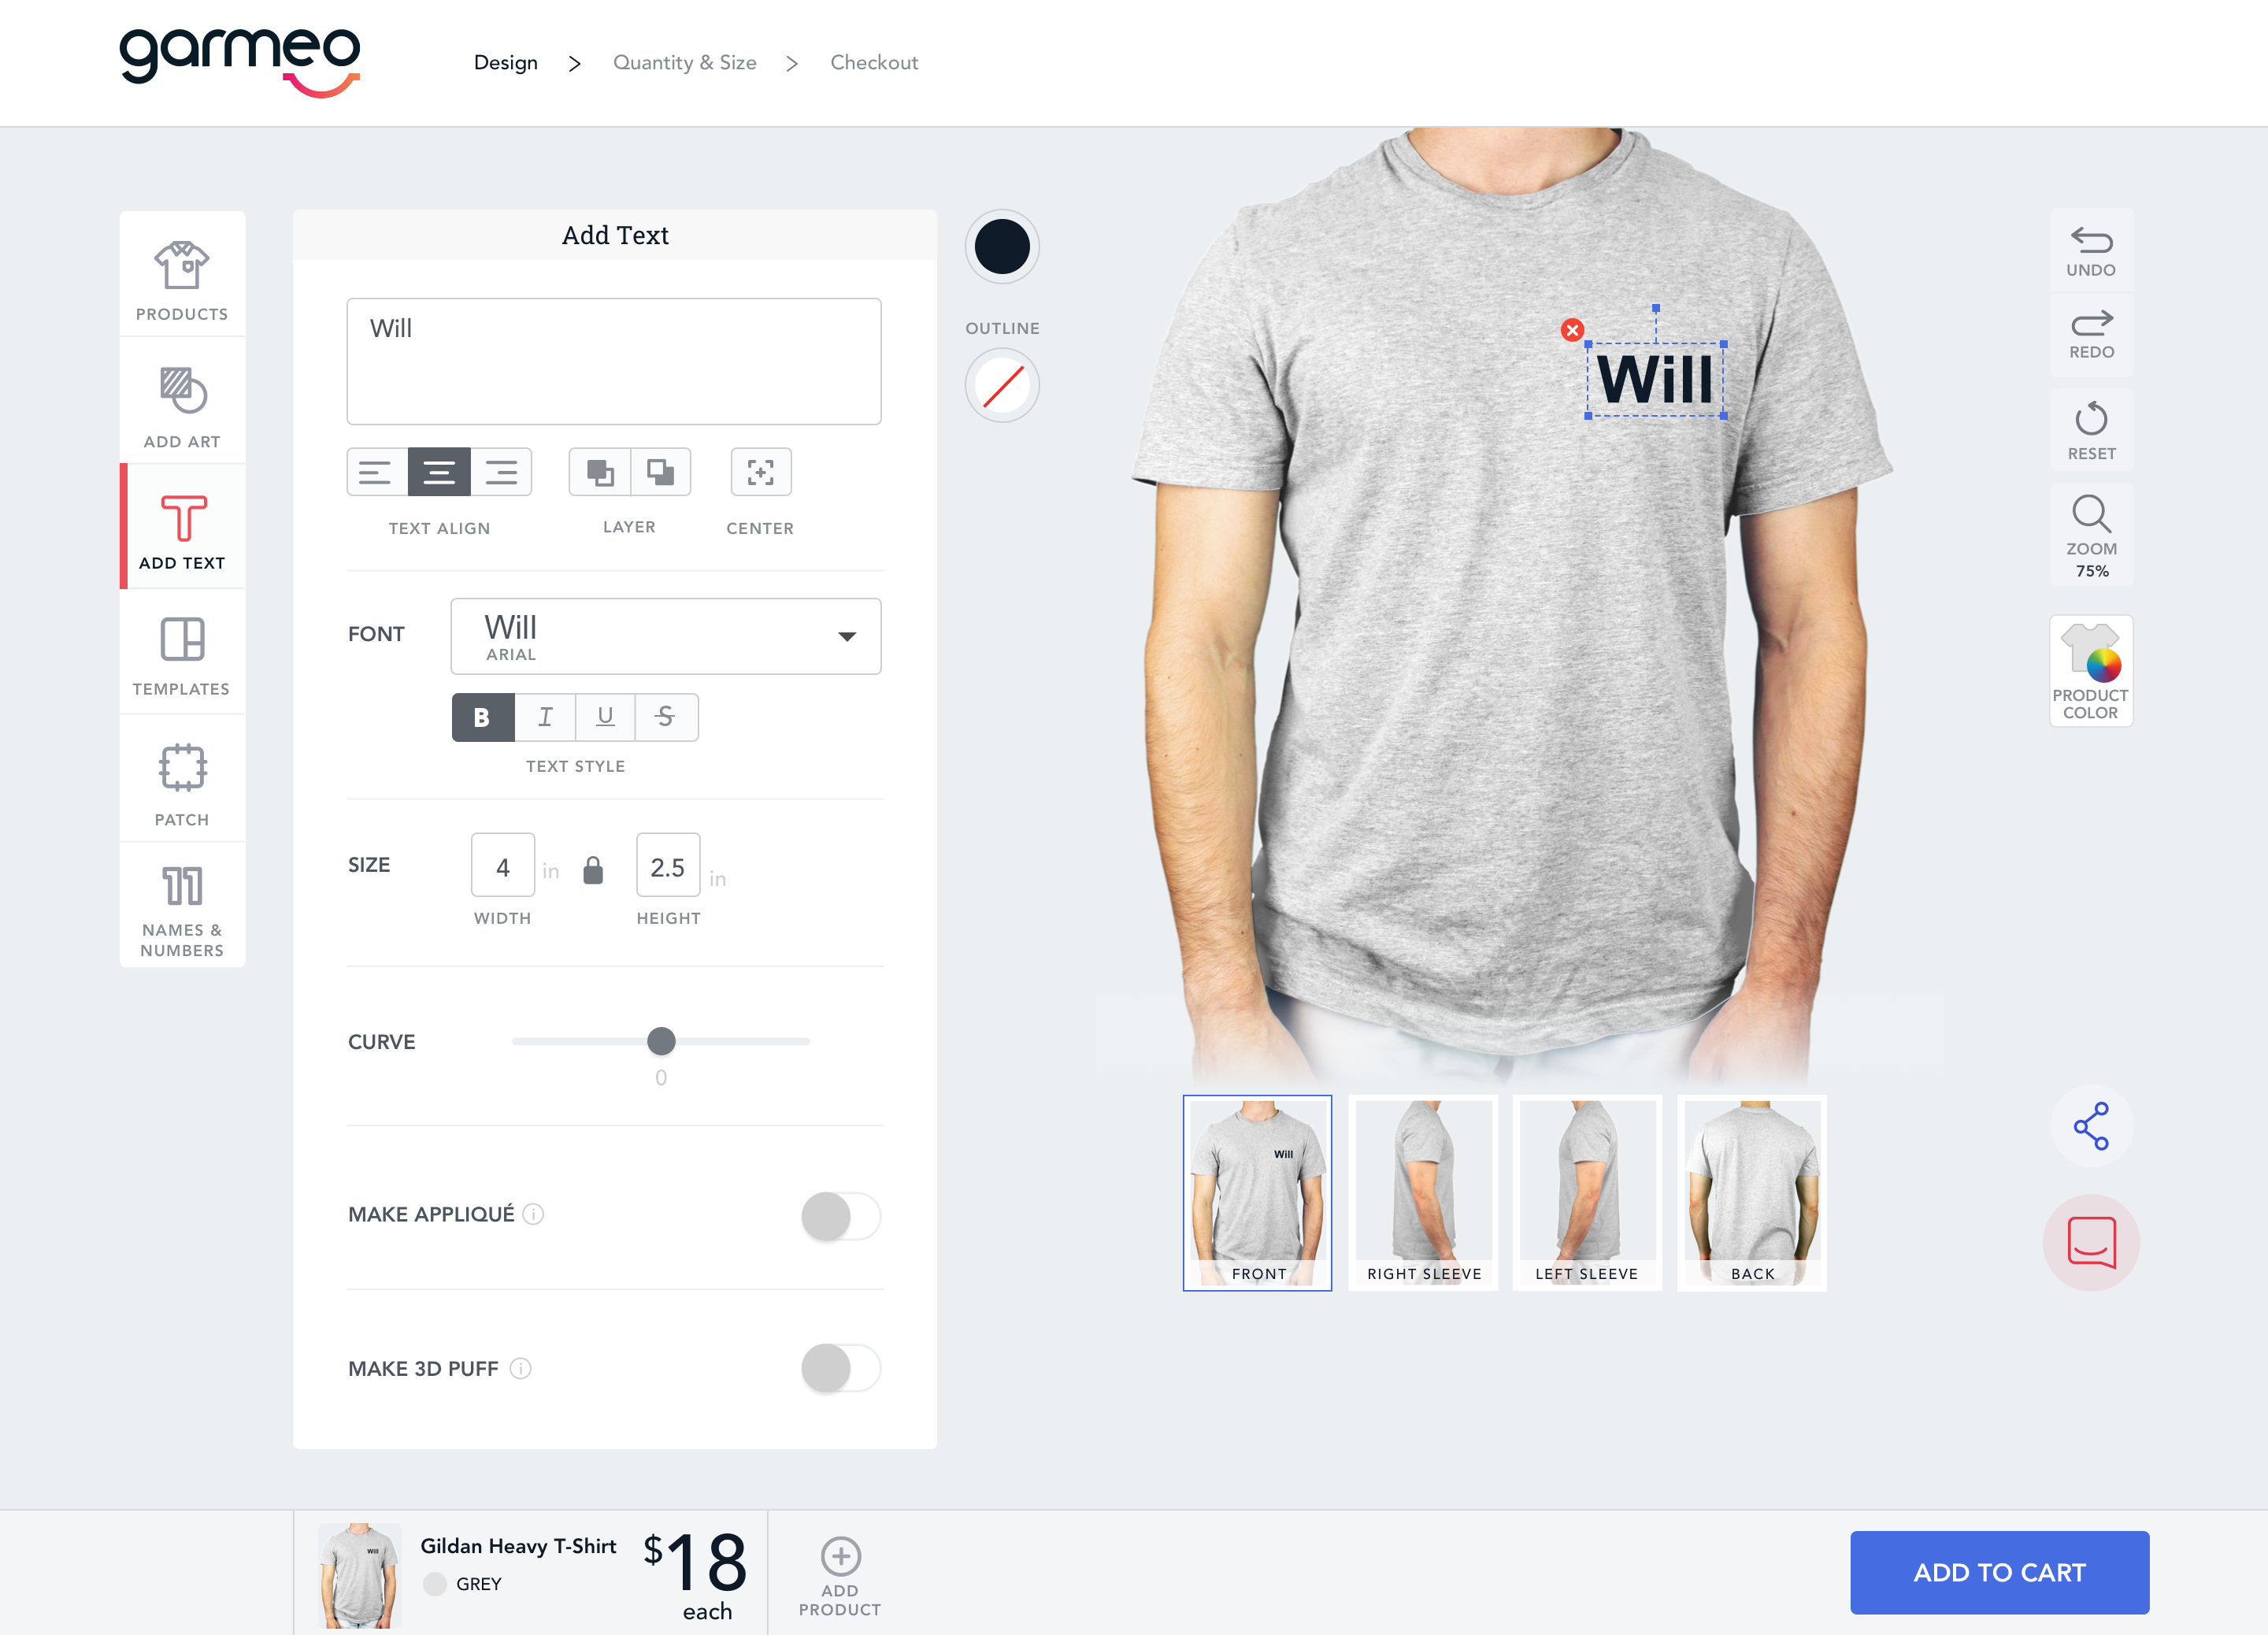 garmeo
Design > Quantity & Size > Checkout
PRODUCTS
ADD ART
ADD TEXT
TEMPLATES
PATCH
NAMES &
NUMBERS
Add Text
Will
TEXT ALIGN
LAYER
CENTER
FONT
Will
ARIAL
B I U S
TEXT STYLE
SIZE
4 in
2.5 in
WIDTH
HEIGHT
CURVE
0
MAKE APPLIQUÉ i
MAKE 3D PUFF i
OUTLINE
Will
UNDO
REDO
RESET
ZOOM
75%
PRODUCT
COLOR
Will
FRONT
RIGHT SLEEVE
LEFT SLEEVE
BACK
Will
Gildan Heavy T-Shirt
GREY
$18
each
ADD
PRODUCT
ADD TO CART